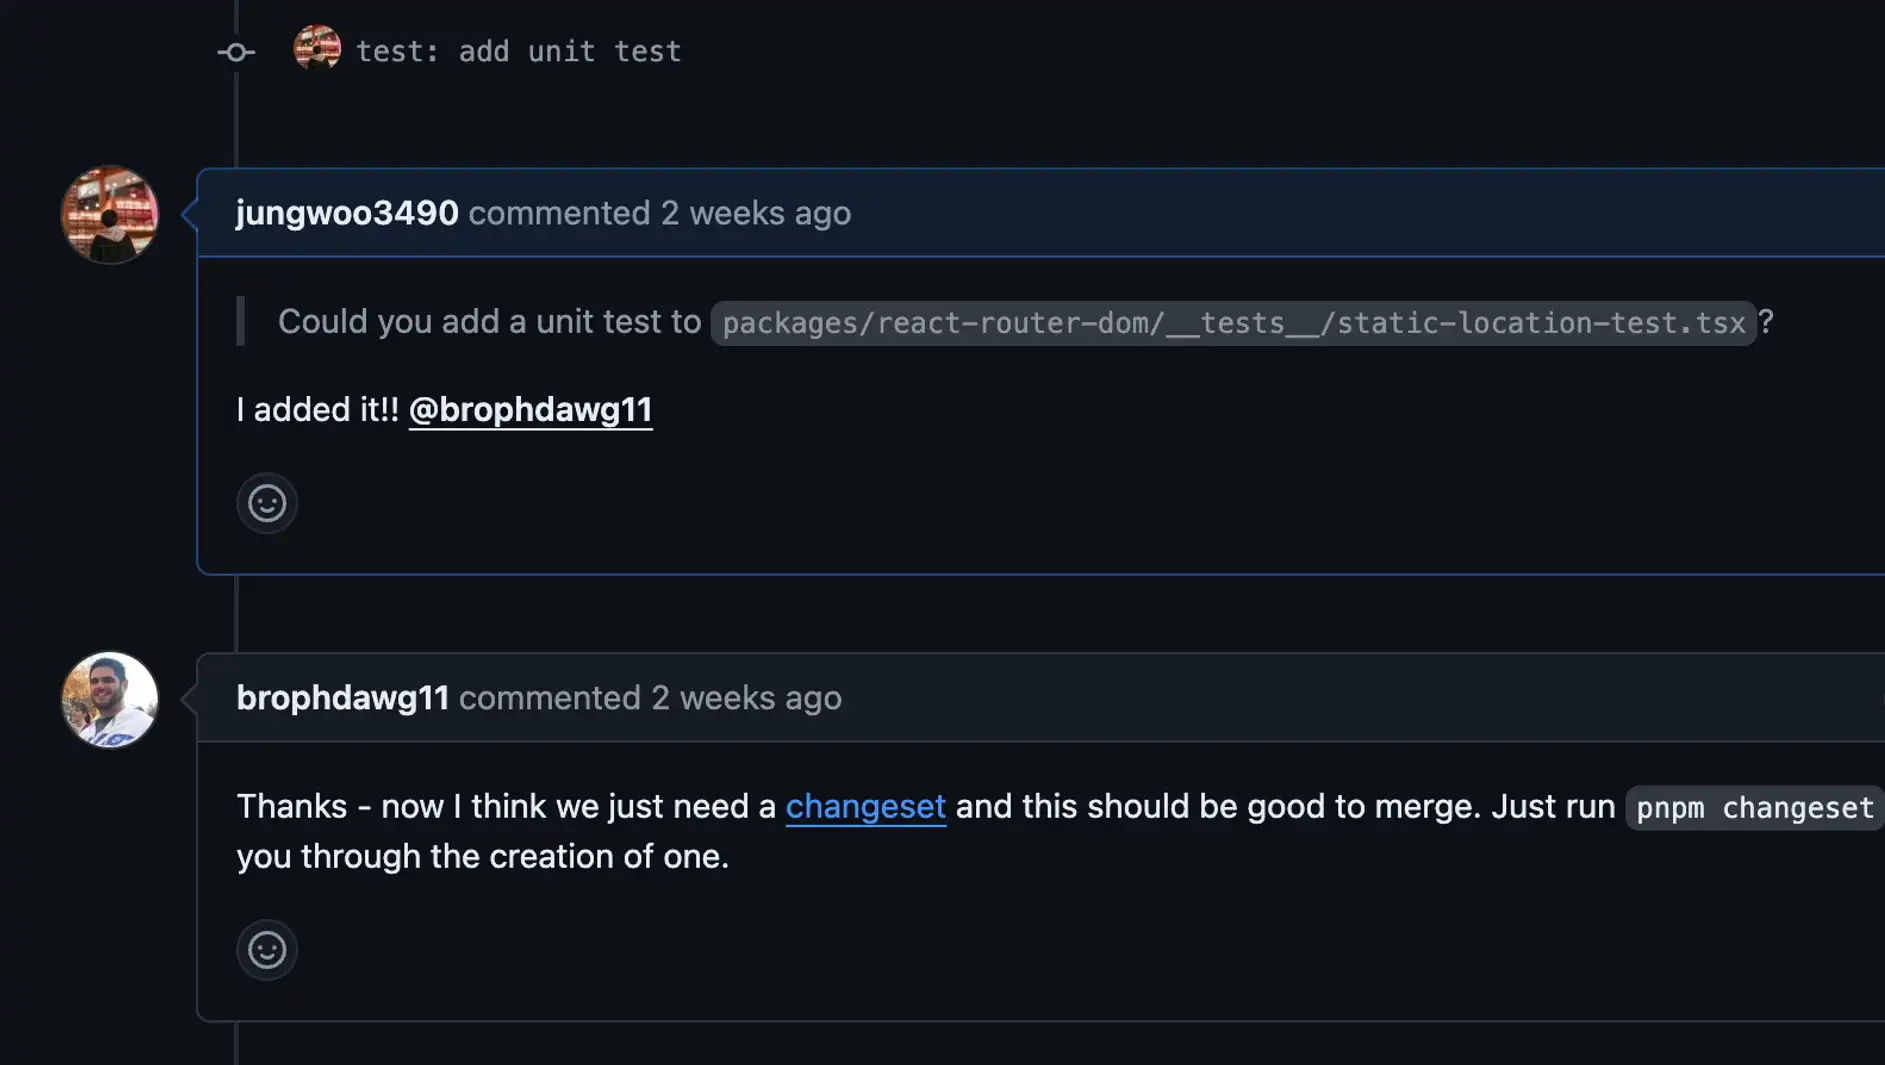 test: add unit test
jungwoo3490 commented 2 weeks ago
Could you add a unit test to packages/react-router-dom/__tests__/static-location-test.tsx ?
I added it!! @brophdawg11
brophdawg11 commented 2 weeks ago
Thanks - now I think we just need a changeset and this should be good to merge. Just run pnpm changeset
you through the creation of one.